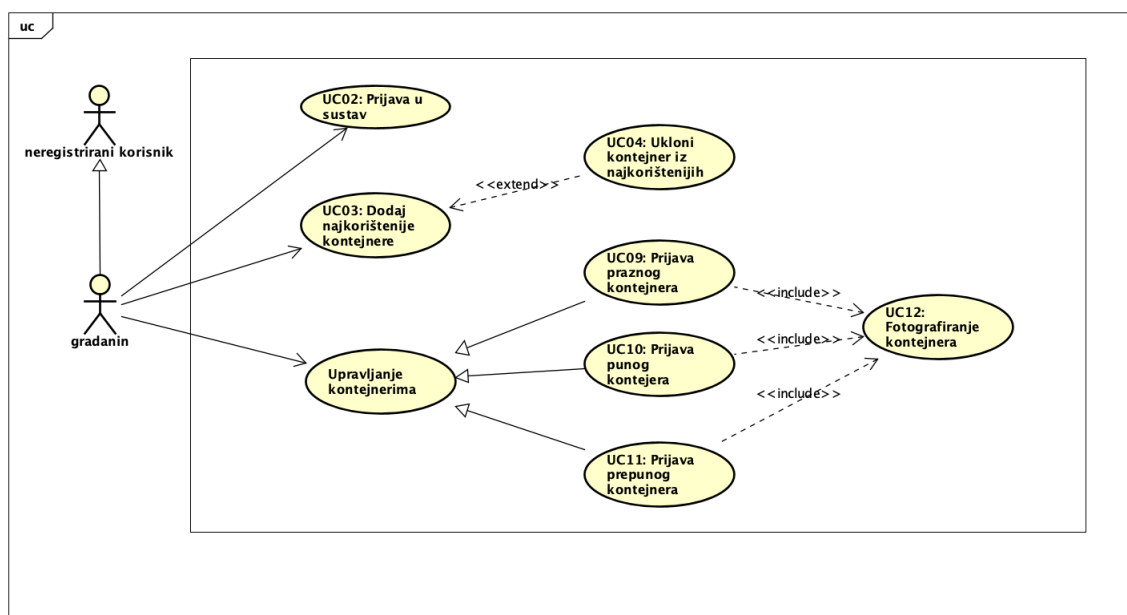 uc
neregistrirani korisnik
građanin
UC02: Prijava u
sustav
UC03: Dodaj
najkorištenije
kontejnere
Upravljanje
kontejnerima
<<extend>>
UC04: Ukloni
kontejner iz
najkorištenijih
UC09: Prijava
praznog
kontejnera
UC10: Prijava
punog
kontejera
UC11: Prijava
prepunog
kontejnera
<<include>>
<<include>>
<<include>>
UC12:
Fotografiranje
kontejnera